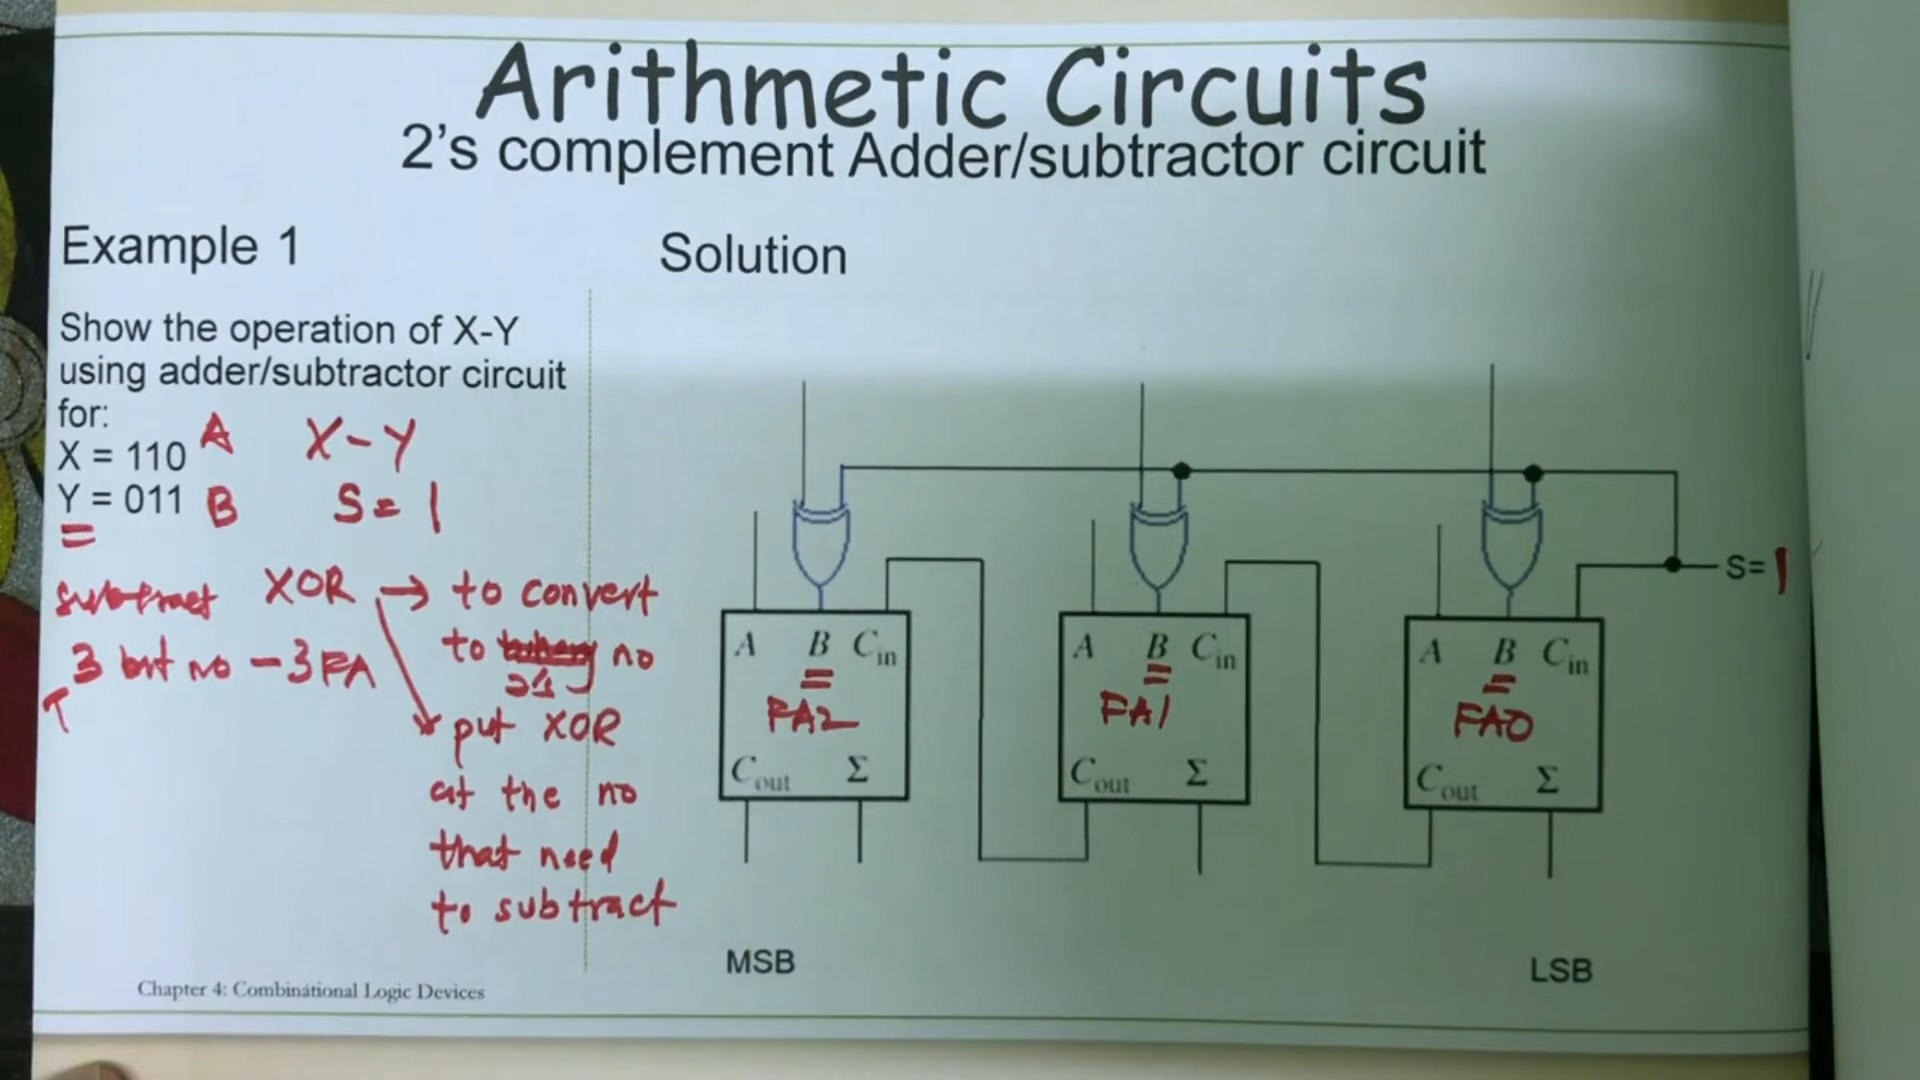 Arithmetic Circuits
2's complement Adder/subtractor circuit
Example 1
Solution
Show the operation of X-Y
using adder/subtractor circuit
for:
X = 110 A X-Y
Y = 011 B S = 1
subtract XOR → to convert
to no
3 bit no - 3FA
put XOR
at the no
that need
to subtract
S= 1
A B Cin
FA2
Cout Σ
A B Cin
FA1
Cout Σ
A B Cin
FA0
Cout Σ
MSB
LSB
Chapter 4: Combinational Logic Devices